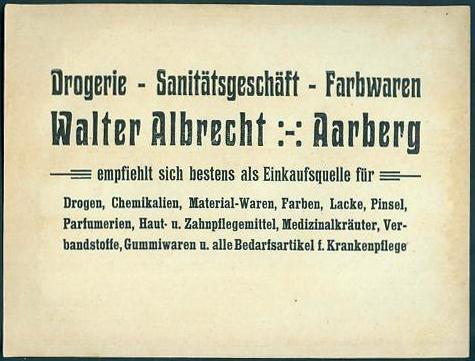 Drogerie - Sanitätsgeschäft - Farbwaren
Walter Albrecht :-: Aarberg
empfiehlt sich bestens als Einkaufsquelle für
Drogen, Chemikalien, Material-Waren, Farben, Lacke, Pinsel,
Parfumerien, Haut- u. Zahnpflegemittel, Medizinalkräuter, Ver-
bandstoffe, Gummiwaren u. alle Bedarfsartikel f. Krankenpflege